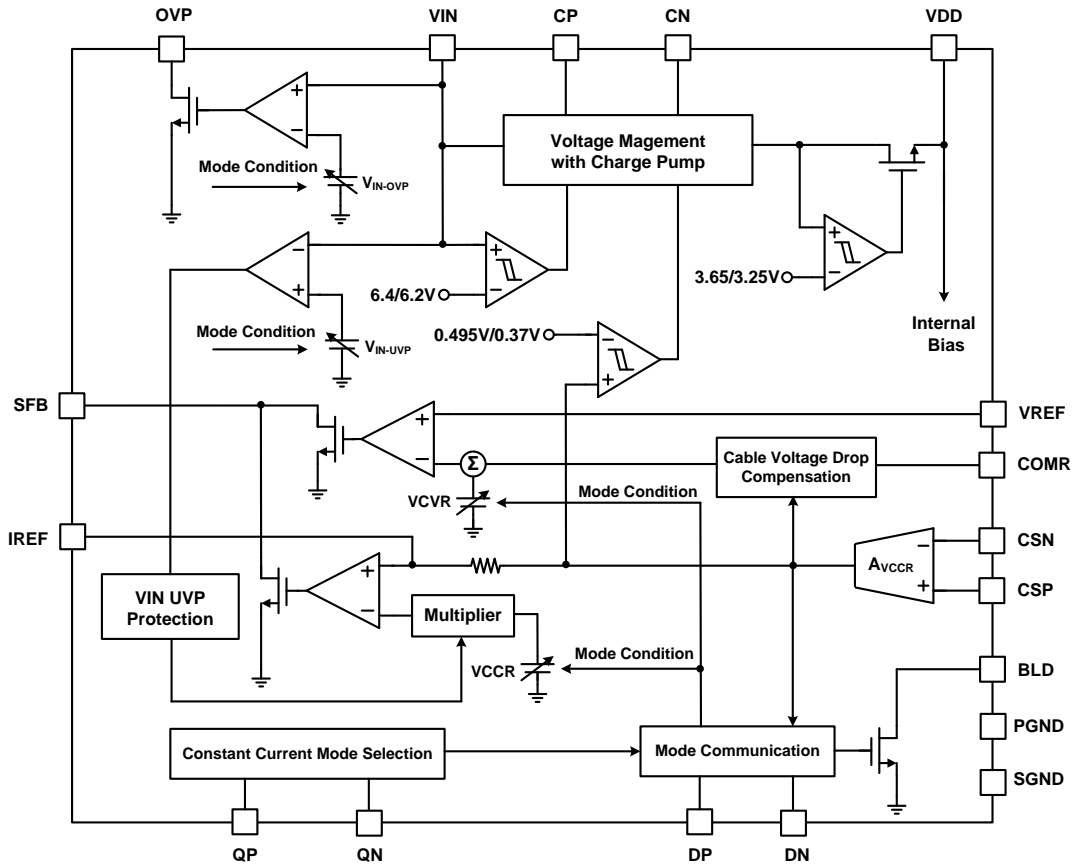 OVP
VIN
CP
CN
VDD
+
−
Mode Condition
VIN-OVP
Voltage Magement
with Charge Pump
+
−
3.65/3.25V
−
+
+
−
6.4/6.2V
Internal
Bias
Mode Condition
VIN-UVP
0.495V/0.37V
−
+
SFB
+
−
VREF
Σ
Cable Voltage Drop
Compensation
COMR
VCVR
Mode Condition
IREF
CSN
−
AVCCR
+
CSP
+
−
VIN UVP
Protection
Multiplier
VCCR
Mode Condition
BLD
PGND
Constant Current Mode Selection
Mode Communication
SGND
QP
QN
DP
DN